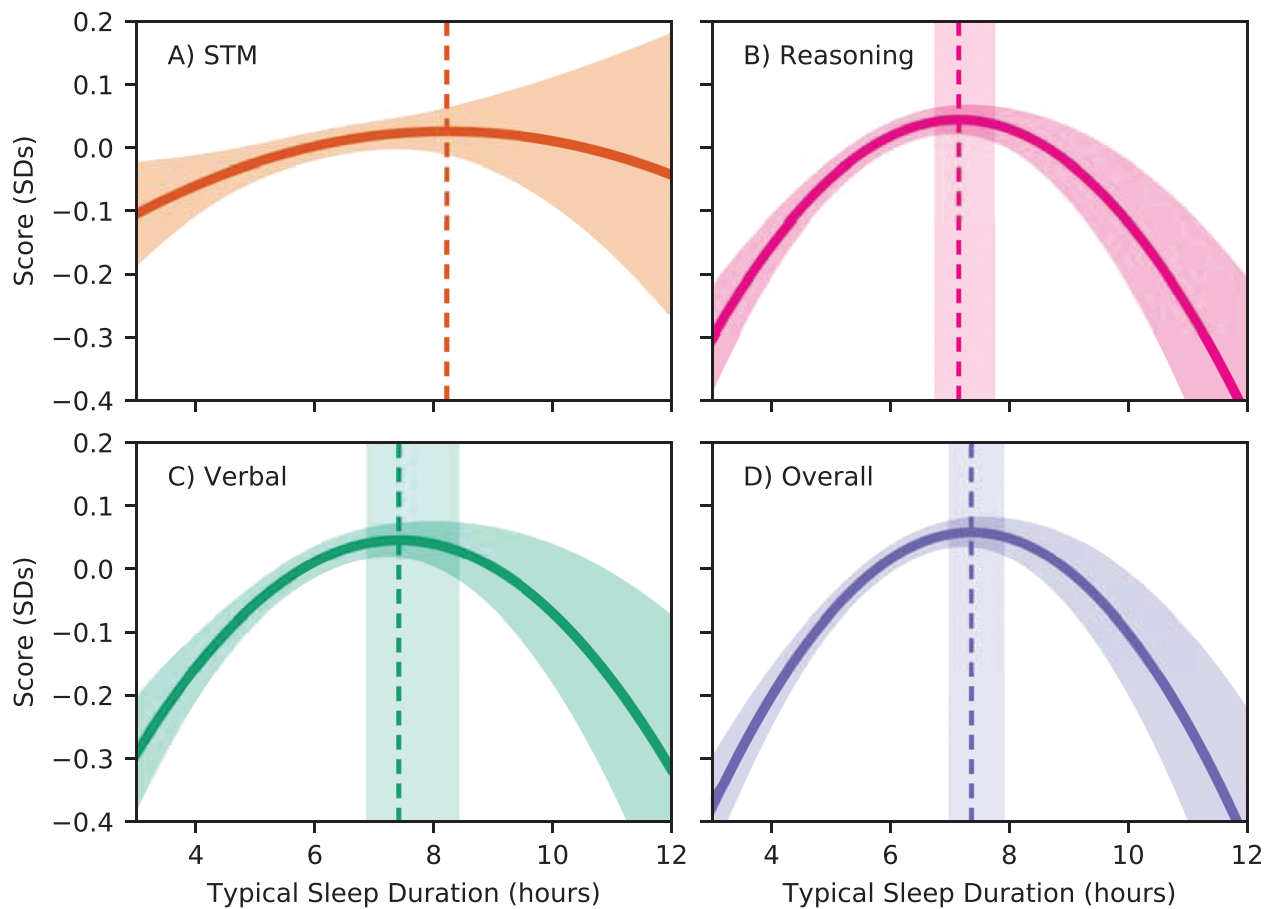 A) STM
B) Reasoning
0.2
0.1
0.0
−0.1
−0.2
−0.3
−0.4
Score (SDs)
C) Verbal
D) Overall
0.2
0.1
0.0
−0.1
−0.2
−0.3
−0.4
Score (SDs)
4 6 8 10 12
4 6 8 10 12
Typical Sleep Duration (hours)
Typical Sleep Duration (hours)